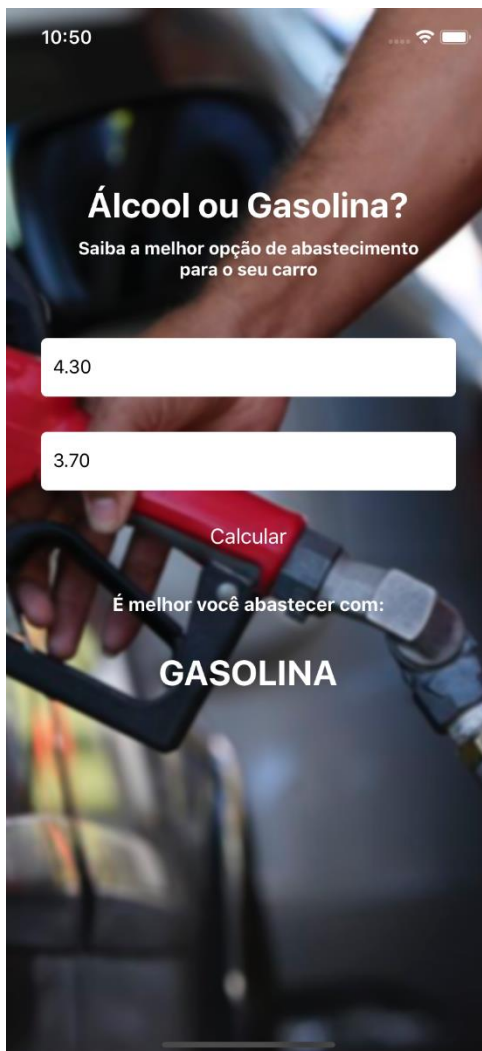 10:50
Álcool ou Gasolina?
Saiba a melhor opção de abastecimento
para o seu carro
4.30
3.70
Calcular
É melhor você abastecer com:
GASOLINA